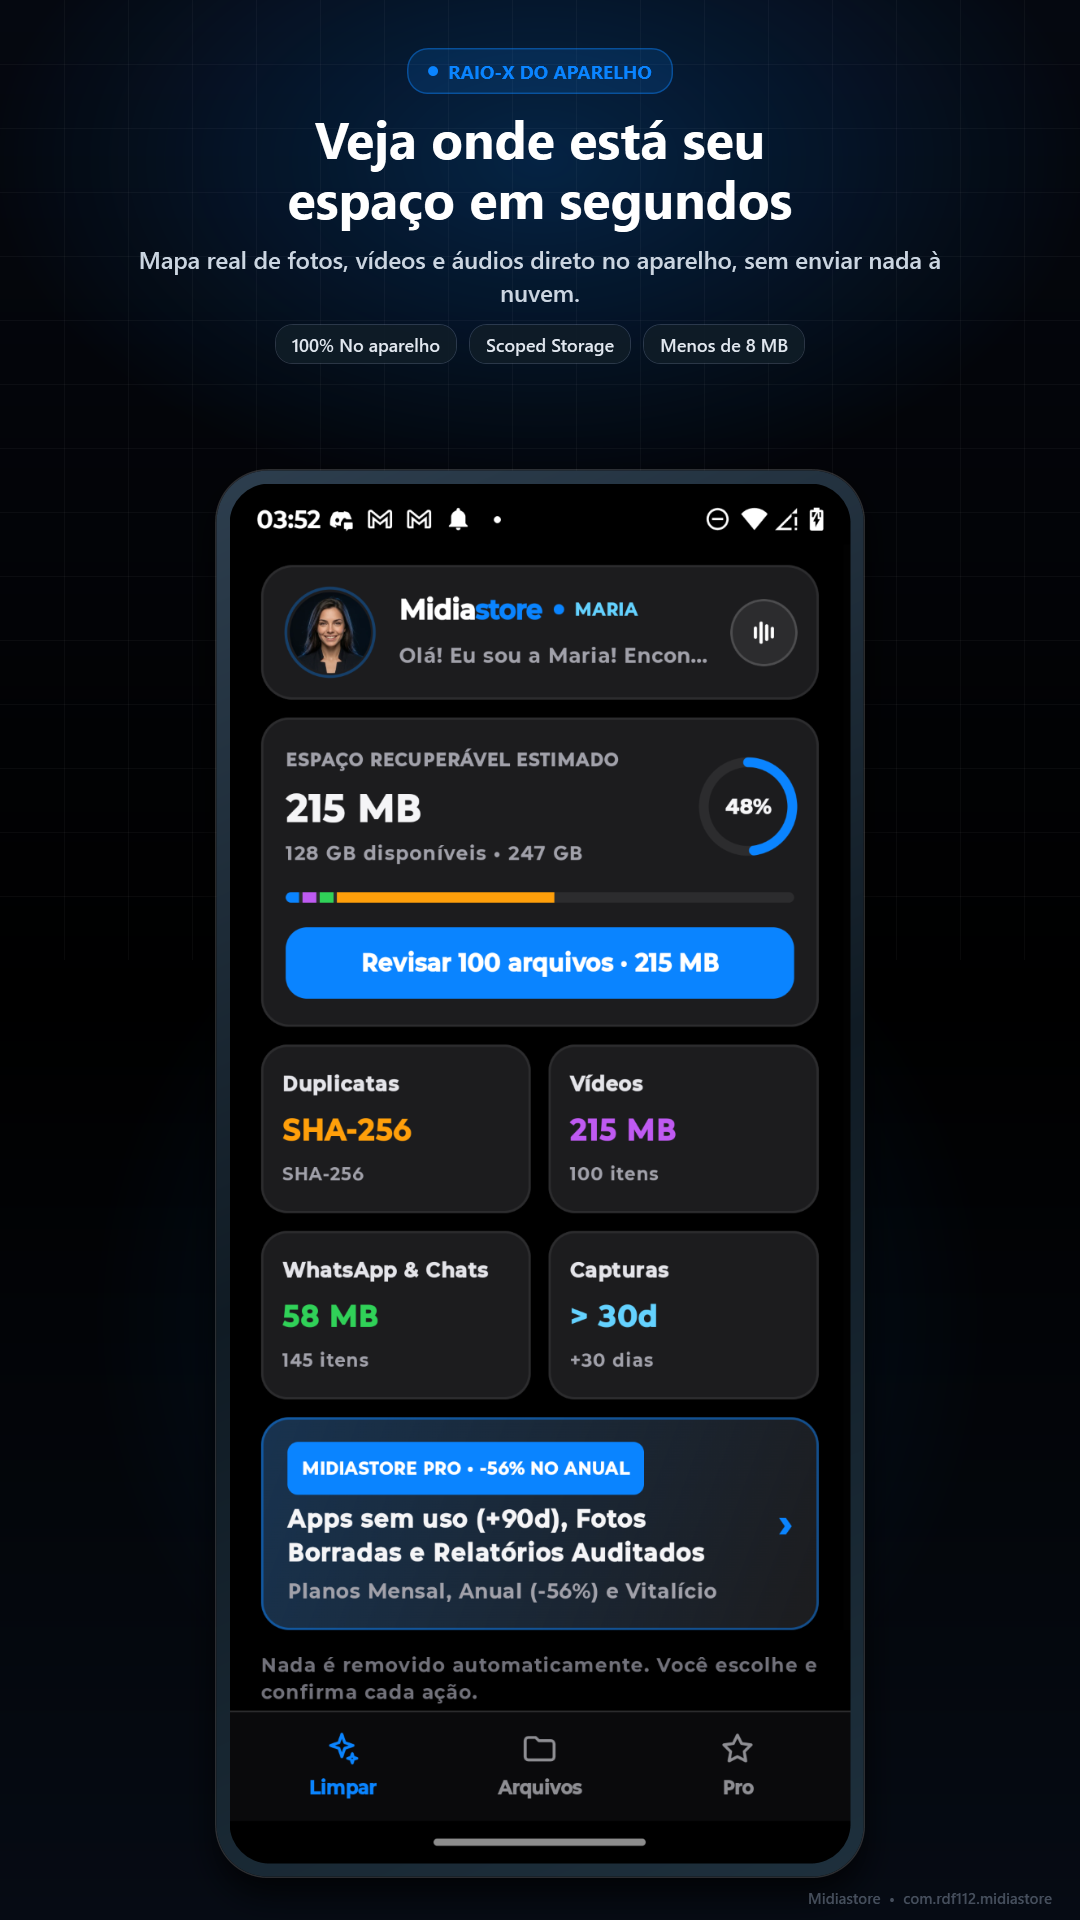 RAIO-X DO APARELHO
Veja onde está seu
espaço em segundos
Mapa real de fotos, vídeos e áudios direto no aparelho, sem enviar nada à
nuvem.
100% No aparelho
Scoped Storage
Menos de 8 MB
03:52
Midiastore • MARIA
Olá! Eu sou a Maria! Encon...
ESPAÇO RECUPERÁVEL ESTIMADO
215 MB
48%
128 GB disponíveis • 247 GB
Revisar 100 arquivos • 215 MB
Duplicatas
SHA-256
SHA-256
Vídeos
215 MB
100 itens
WhatsApp & Chats
58 MB
145 itens
Capturas
> 30d
+30 dias
MIDIASTORE PRO • -56% NO ANUAL
Apps sem uso (+90d), Fotos
Borradas e Relatórios Auditados
Planos Mensal, Anual (-56%) e Vitalício
Nada é removido automaticamente. Você escolhe e
confirma cada ação.
Limpar
Arquivos
Pro
Midiastore • com.rdf112.midiastore